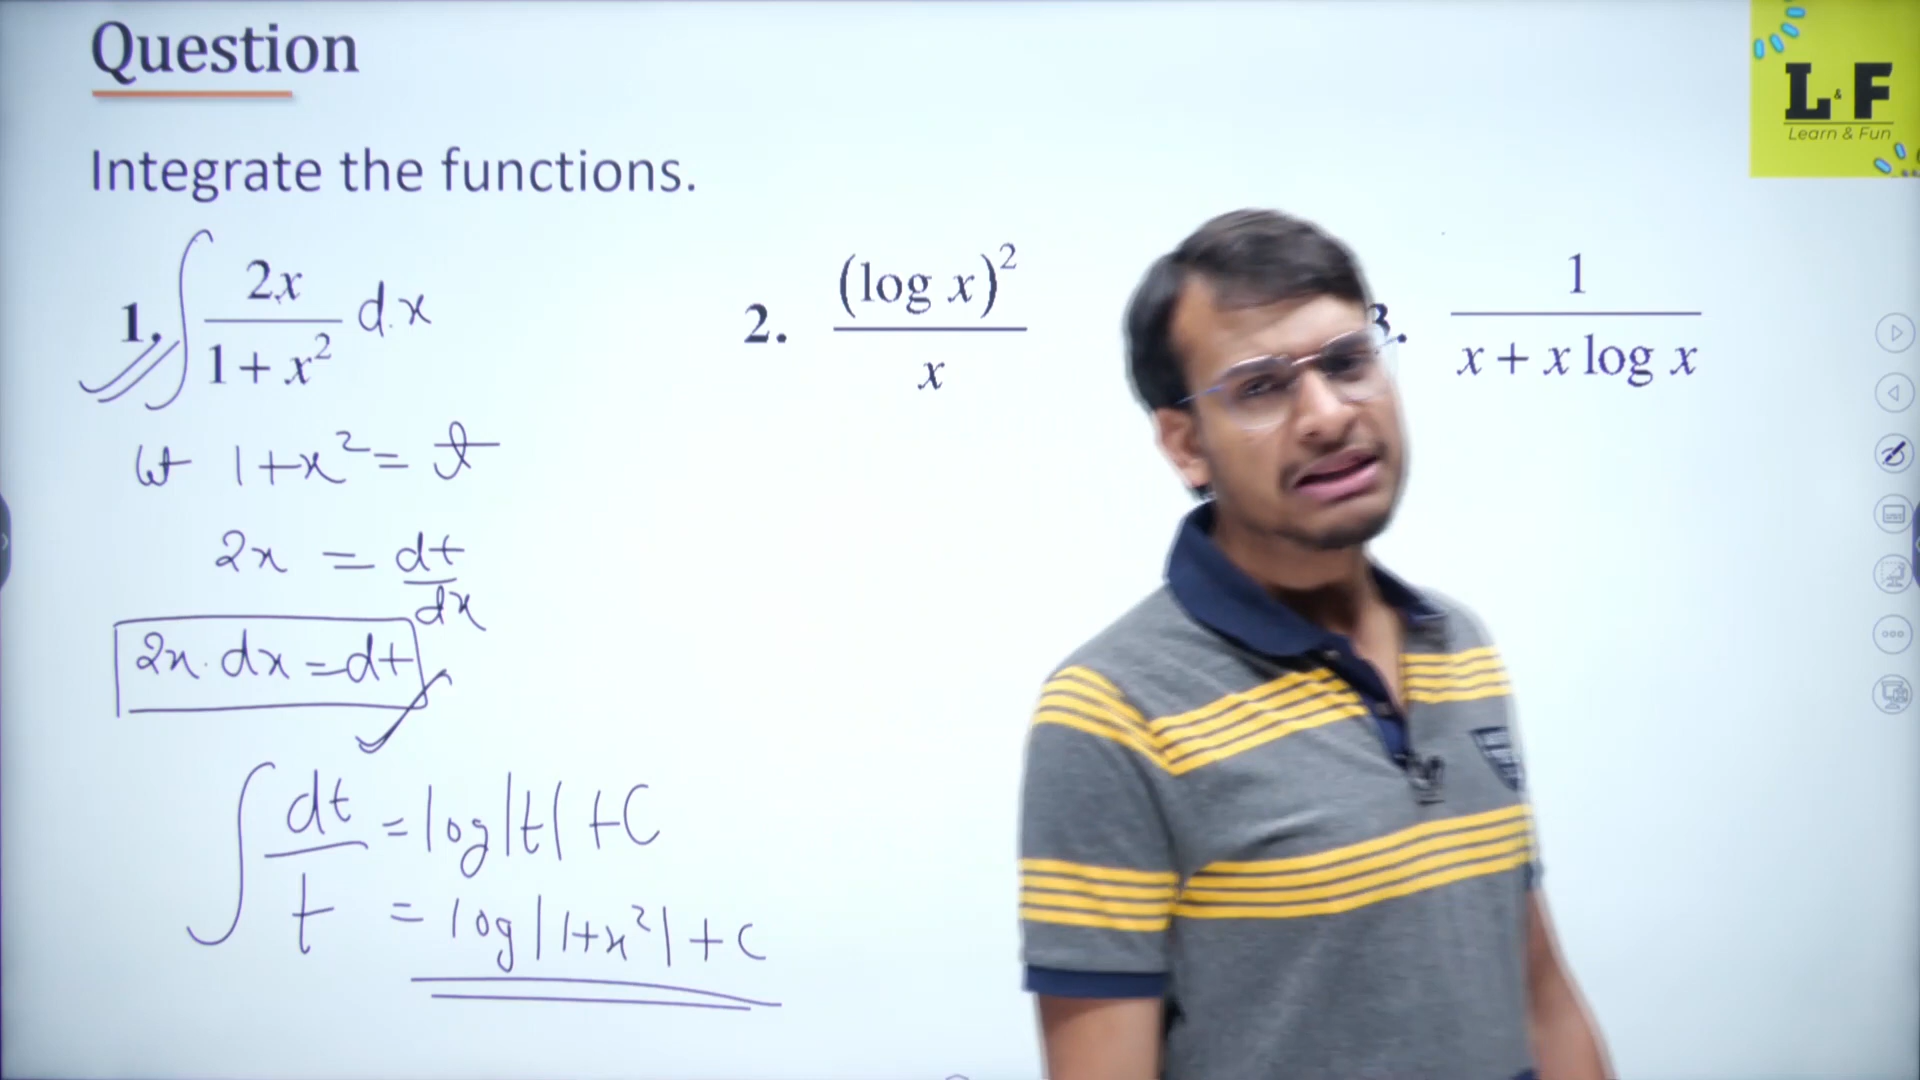 Question
L&F
Learn & Fun
Integrate the functions.
1. ∫ 2x / 1 + x² dx
2. (log x)² / x
3. 1 / x + x log x
let 1+x² = t
2x = dt/dx
2x. dx = dt
∫ dt/t = log|t| + C
= log|1+x²| + C